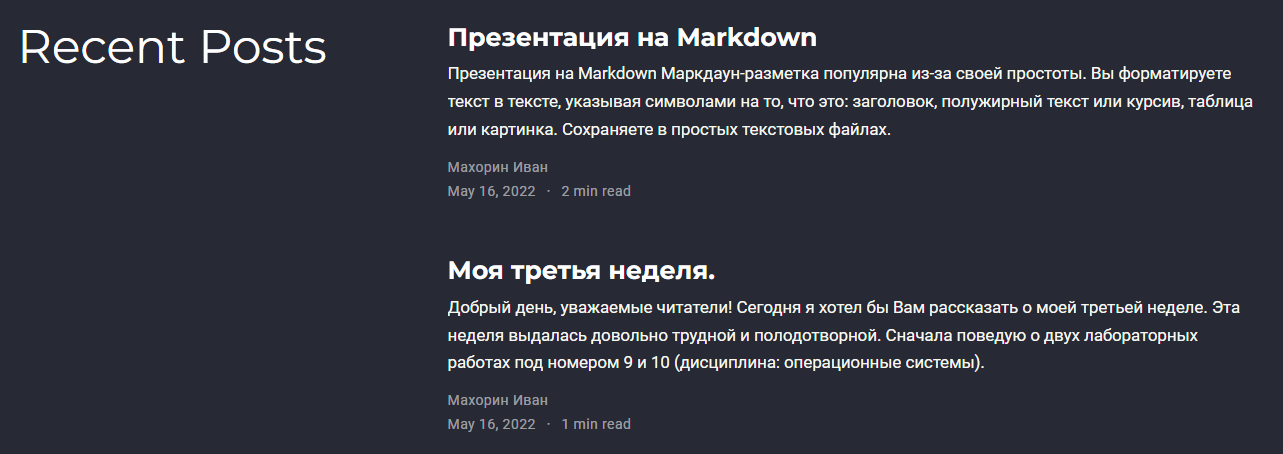 Recent Posts
Презентация на Markdown
Презентация на Markdown Маркдаун-разметка популярна из-за своей простоты. Вы форматируете
текст в тексте, указывая символами на то, что это: заголовок, полужирный текст или курсив, таблица
или картинка. Сохраняете в простых текстовых файлах.
Махорин Иван
May 16, 2022 · 2 min read
Моя третья неделя.
Добрый день, уважаемые читатели! Сегодня я хотел бы Вам рассказать о моей третьей неделе. Эта
неделя выдалась довольно трудной и полодотворной. Сначала поведую о двух лабораторных
работах под номером 9 и 10 (дисциплина: операционные системы).
Махорин Иван
May 16, 2022 · 1 min read